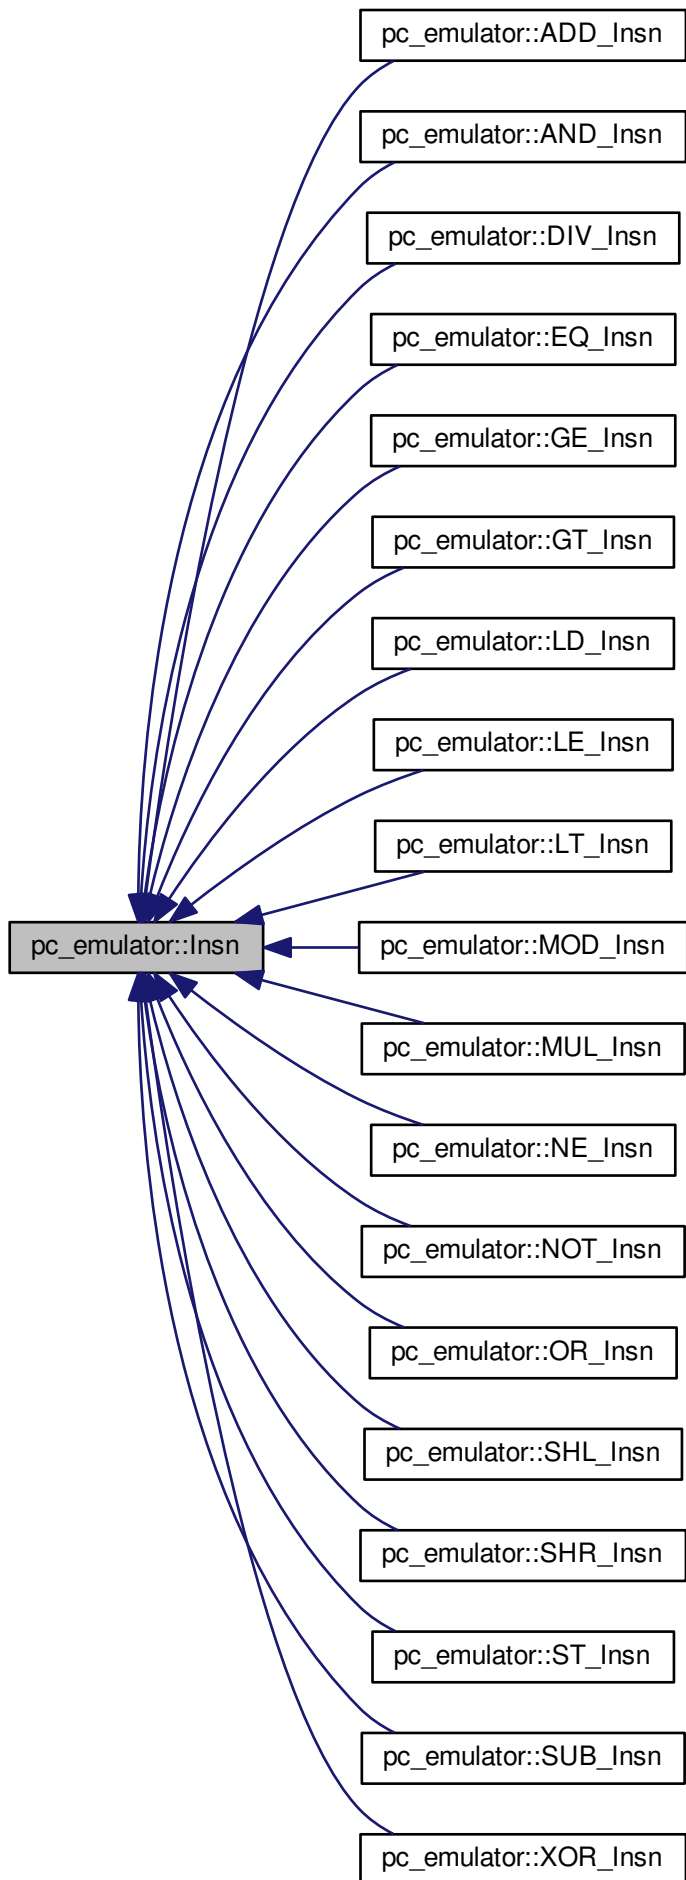 pc_emulator::ADD_Insn
pc_emulator::AND_Insn
pc_emulator::DIV_Insn
pc_emulator::EQ_Insn
pc_emulator::GE_Insn
pc_emulator::GT_Insn
pc_emulator::LD_Insn
pc_emulator::LE_Insn
pc_emulator::LT_Insn
pc_emulator::Insn
pc_emulator::MOD_Insn
pc_emulator::MUL_Insn
pc_emulator::NE_Insn
pc_emulator::NOT_Insn
pc_emulator::OR_Insn
pc_emulator::SHL_Insn
pc_emulator::SHR_Insn
pc_emulator::ST_Insn
pc_emulator::SUB_Insn
pc_emulator::XOR_Insn